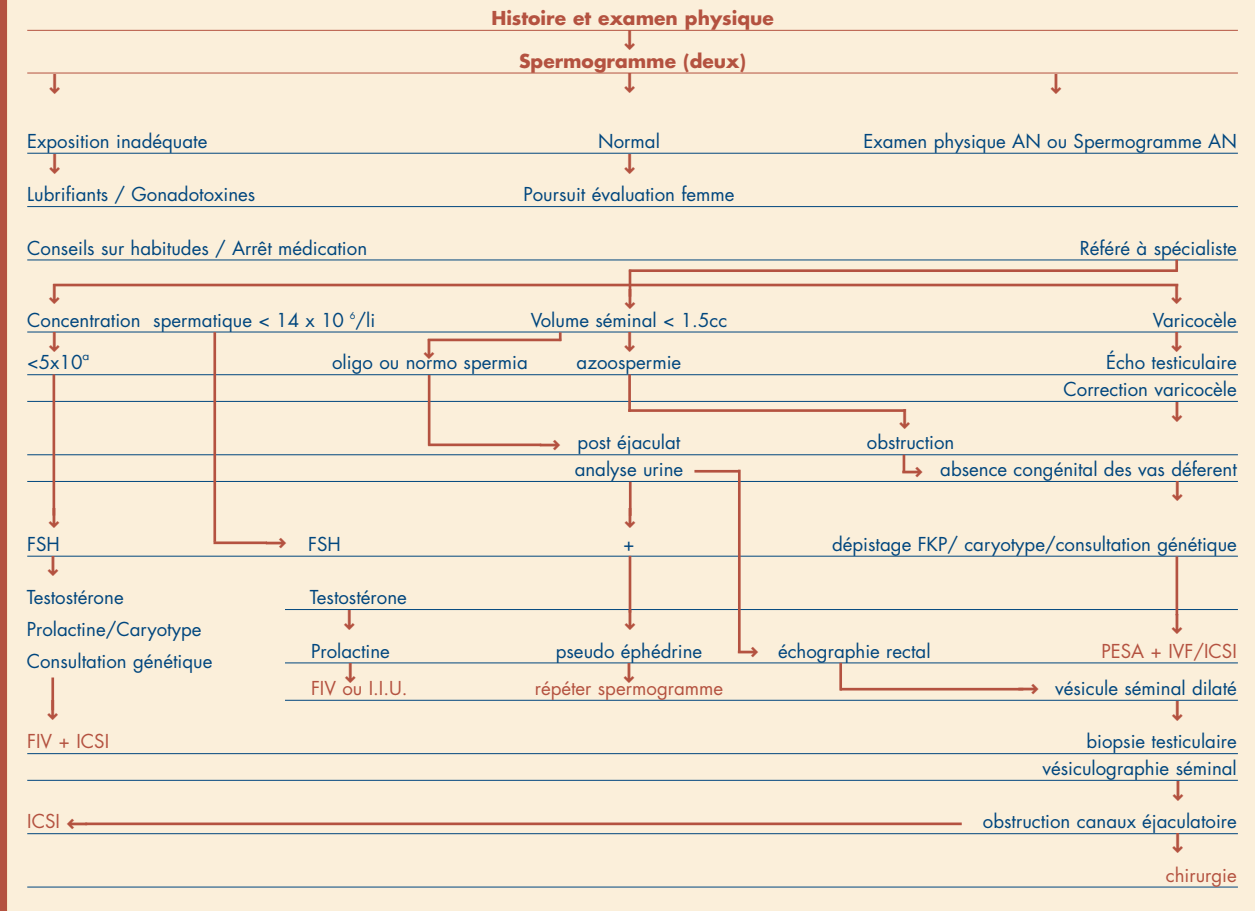 Histoire et examen physique
Spermogramme (deux)
Exposition inadéquate Normal Examen physique AN ou Spermogramme AN
Lubrifiants / Gonadotoxines Poursuit évaluation femme
Conseils sur habitudes / Arrêt médication Référé à spécialiste
Concentration spermatique < 14 x 10 ⁶/li Volume séminal < 1.5cc Varicocèle
<5x10ª oligo ou normo spermia azoospermie Écho testiculaire
Correction varicocèle
post éjaculat obstruction
analyse urine absence congénital des vas déferent
FSH FSH + dépistage FKP/ caryotype/consultation génétique
Testostérone Testostérone
Prolactine/Caryotype
Consultation génétique Prolactine pseudo éphédrine échographie rectal PESA + IVF/ICSI
FIV ou I.I.U. répéter spermogramme vésicule séminal dilaté
FIV + ICSI biopsie testiculaire
vésiculographie séminal
ICSI obstruction canaux éjaculatoire
chirurgie